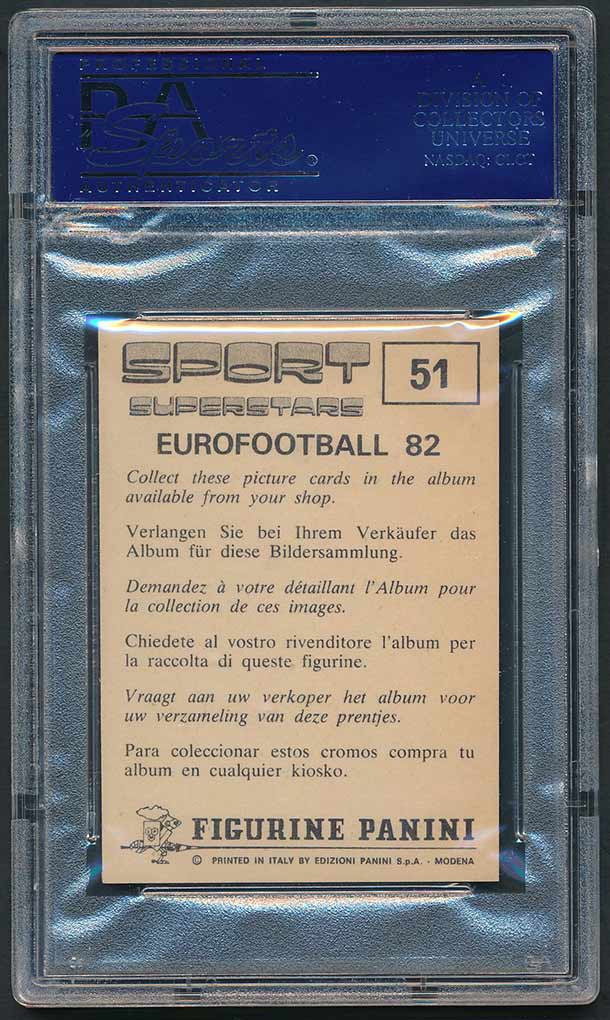 PROFESSIONAL
PSA
Sports®
AUTHENTICATOR
A
DIVISION OF
COLLECTORS
UNIVERSE
NASDAQ: CLCT
SPORT
SUPERSTARS
51
EUROFOOTBALL 82
Collect these picture cards in the album
available from your shop.
Verlangen Sie bei Ihrem Verkäufer das
Album für diese Bildersammlung.
Demandez à votre détaillant l'Album pour
la collection de ces images.
Chiedete al vostro rivenditore l'album per
la raccolta di queste figurine.
Vraagt aan uw verkoper het album voor
uw verzameling van deze prentjes.
Para coleccionar estos cromos compra tu
album en cualquier kiosko.
FIGURINE PANINI
© PRINTED IN ITALY BY EDIZIONI PANINI S.p.A. - MODENA